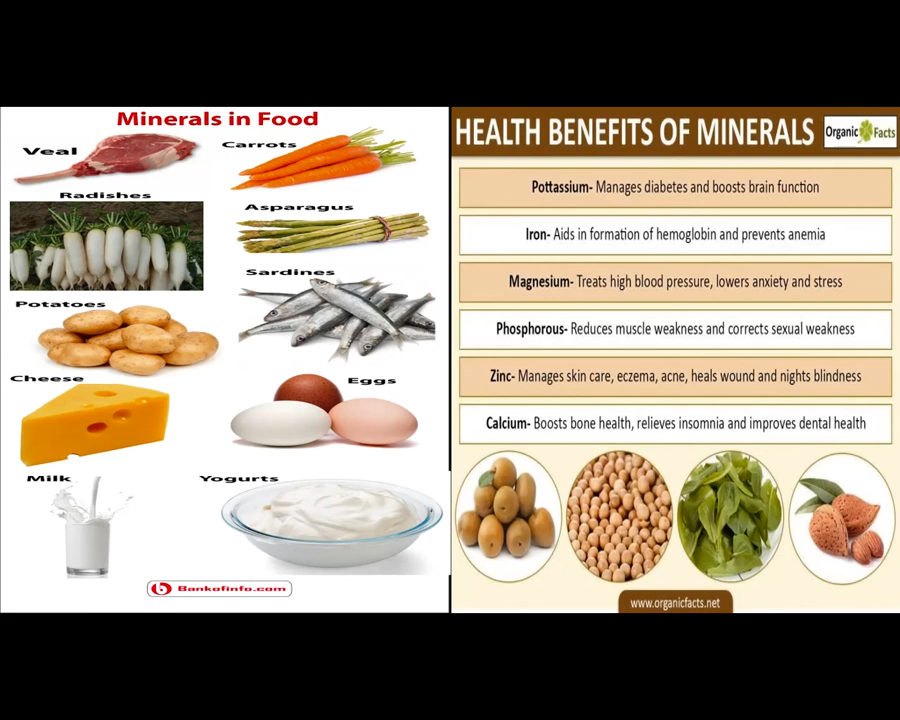 Minerals in Food
Veal
Carrots
Radishes
Asparagus
Sardines
Potatoes
Cheese
Eggs
Milk
Yogurts
Bankofinfo.com
HEALTH BENEFITS OF MINERALS
Organic Facts
Pottassium- Manages diabetes and boosts brain function
Iron- Aids in formation of hemoglobin and prevents anemia
Magnesium- Treats high blood pressure, lowers anxiety and stress
Phosphorous- Reduces muscle weakness and corrects sexual weakness
Zinc- Manages skin care, eczema, acne, heals wound and nights blindness
Calcium- Boosts bone health, relieves insomnia and improves dental health
www.organicfacts.net